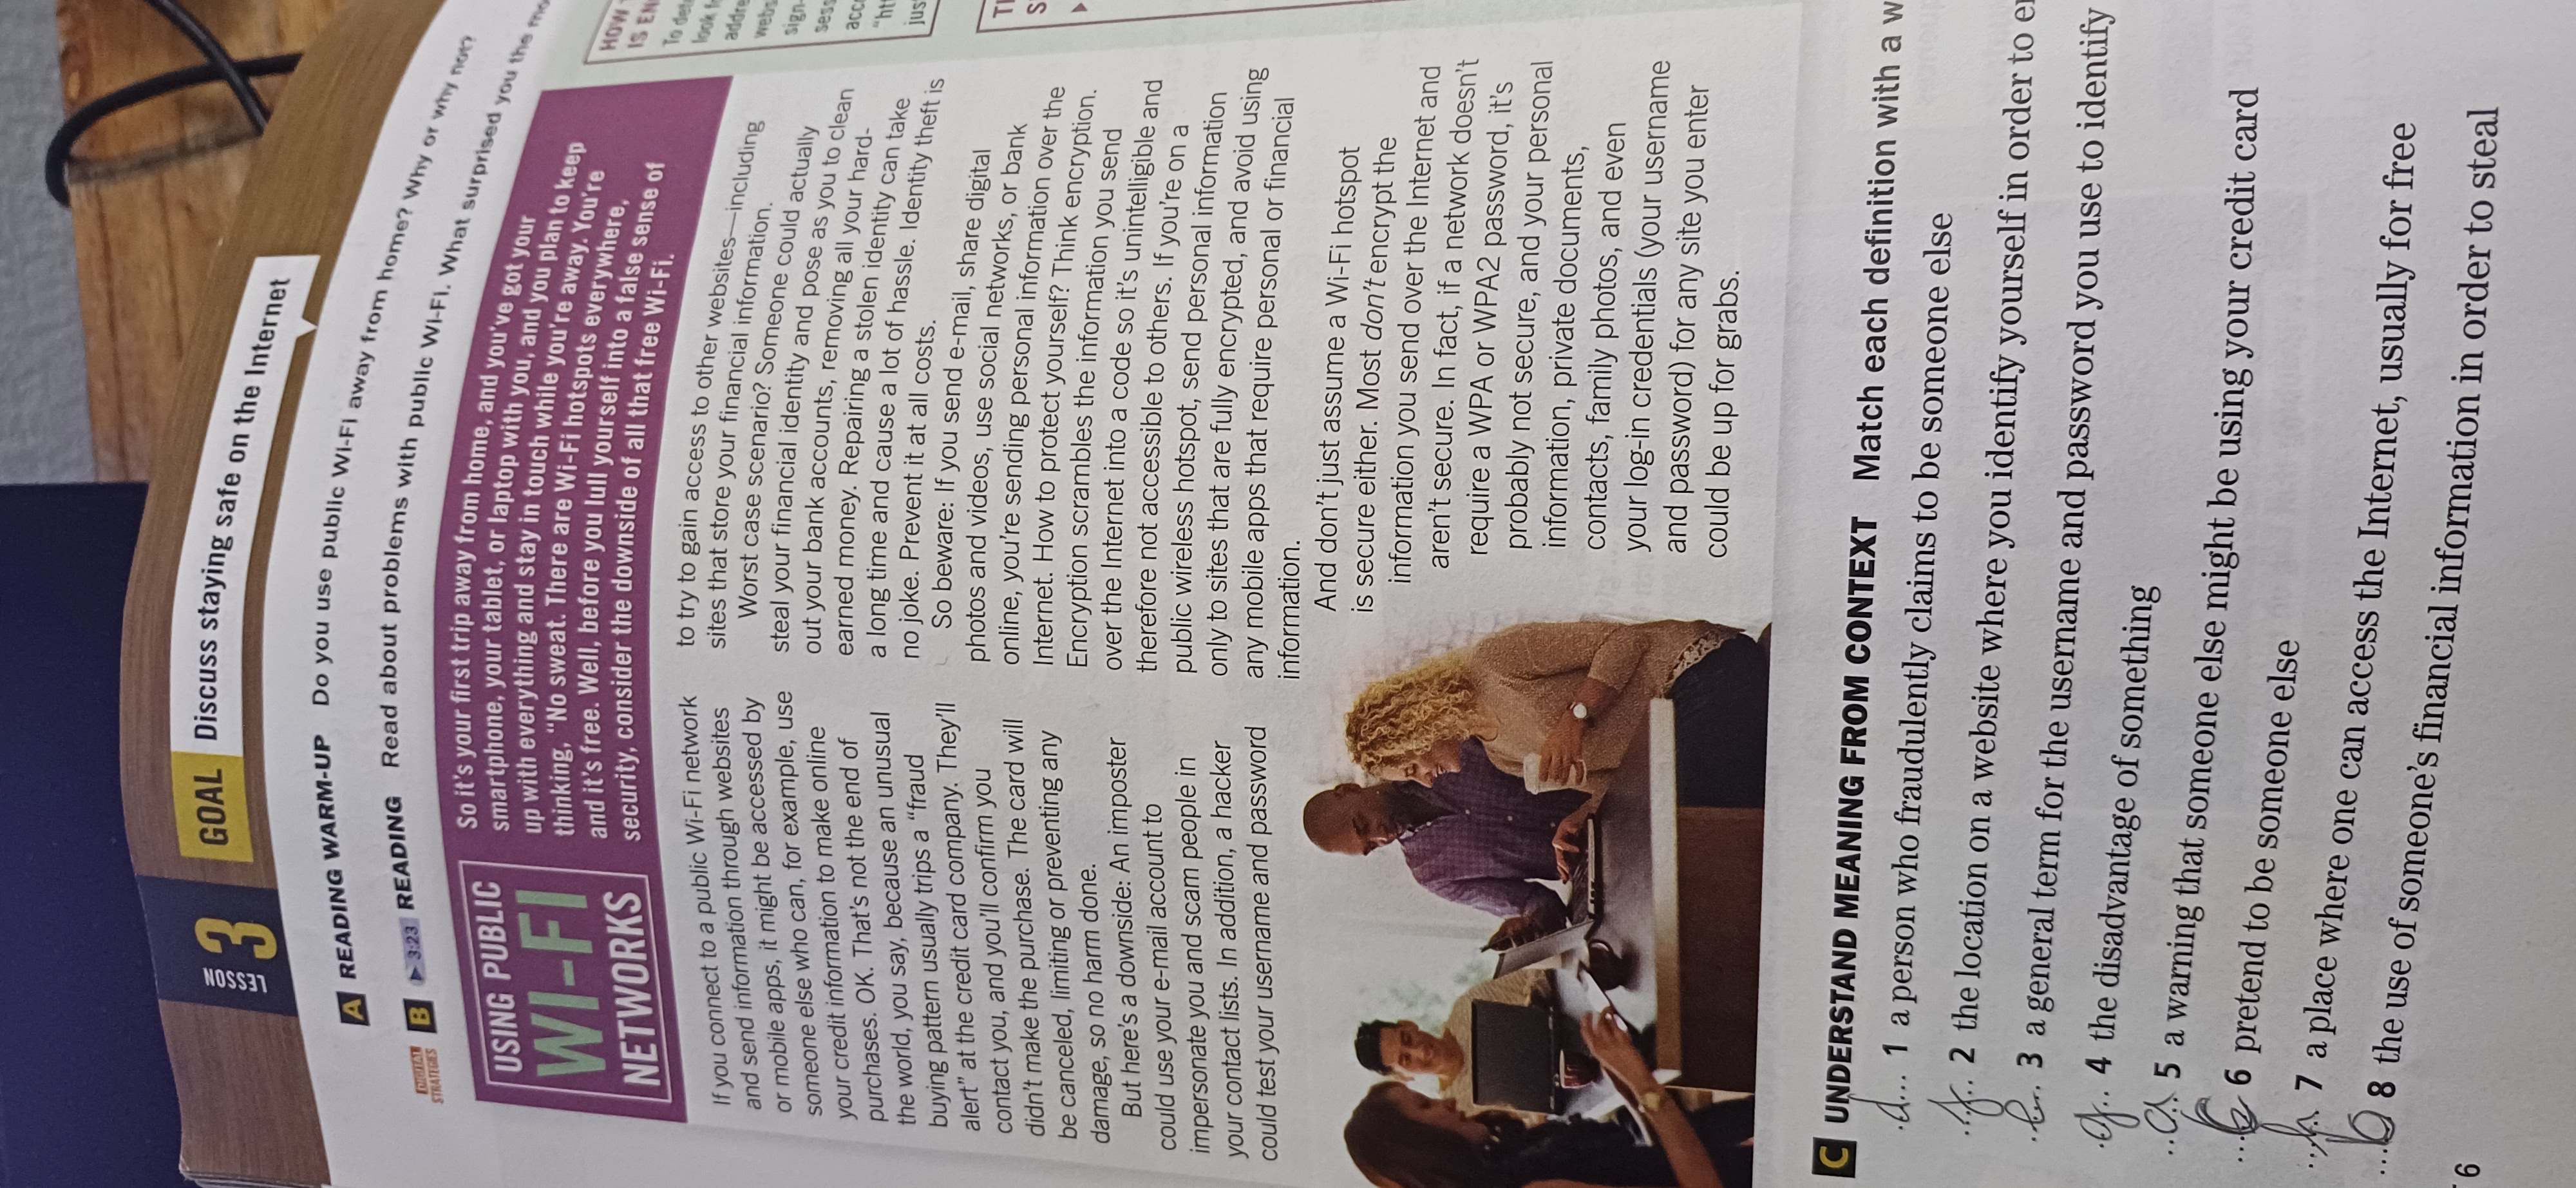 LESSON 3
GOAL Discuss staying safe on the Internet
A READING WARM-UP Do you use public Wi-Fi away from home? Why or why not?
DIGITAL STRATEGIES B 3:23 READING Read about problems with public Wi-Fi. What surprised you the
USING PUBLIC
WI-FI
NETWORKS
So it's your first trip away from home, and you've got your
smartphone, your tablet, or laptop with you, and you plan to keep
up with everything and stay in touch while you're away. You're
thinking, "No sweat. There are Wi-Fi hotspots everywhere,
and it's free. Well, before you lull yourself into a false sense of
security, consider the downside of all that free Wi-Fi.
If you connect to a public Wi-Fi network
and send information through websites
or mobile apps, it might be accessed by
someone else who can, for example, use
your credit information to make online
purchases. OK. That's not the end of
the world, you say, because an unusual
buying pattern usually trips a "fraud
alert" at the credit card company. They'll
contact you, and you'll confirm you
didn't make the purchase. The card will
be canceled, limiting or preventing any
damage, so no harm done.
But here's a downside: An imposter
could use your e-mail account to
impersonate you and scam people in
your contact lists. In addition, a hacker
could test your username and password
to try to gain access to other websites—including
sites that store your financial information.
Worst case scenario? Someone could actually
steal your financial identity and pose as you to clean
out your bank accounts, removing all your hard-
earned money. Repairing a stolen identity can take
a long time and cause a lot of hassle. Identity theft is
no joke. Prevent it at all costs.
So beware: If you send e-mail, share digital
photos and videos, use social networks, or bank
online, you're sending personal information over the
Internet. How to protect yourself? Think encryption.
Encryption scrambles the information you send
over the Internet into a code so it's unintelligible and
therefore not accessible to others. If you're on a
public wireless hotspot, send personal information
only to sites that are fully encrypted, and avoid using
any mobile apps that require personal or financial
information.
And don't just assume a Wi-Fi hotspot
is secure either. Most don't encrypt the
information you send over the Internet and
aren't secure. In fact, if a network doesn't
require a WPA or WPA2 password, it's
probably not secure, and your personal
information, private documents,
contacts, family photos, and even
your log-in credentials (your username
and password) for any site you enter
could be up for grabs.
HOW
IS EN
To det
look f
addre
webs
sign-
sess
acc
"ht
jus
C UNDERSTAND MEANING FROM CONTEXT Match each definition with a w
d 1 a person who fraudulently claims to be someone else
2 the location on a website where you identify yourself in order to
3 a general term for the username and password you use to identify
g 4 the disadvantage of something
a 5 a warning that someone else might be using your credit card
6 pretend to be someone else
h 7 a place where one can access the Internet, usually for free
b 8 the use of someone's financial information in order to steal
6